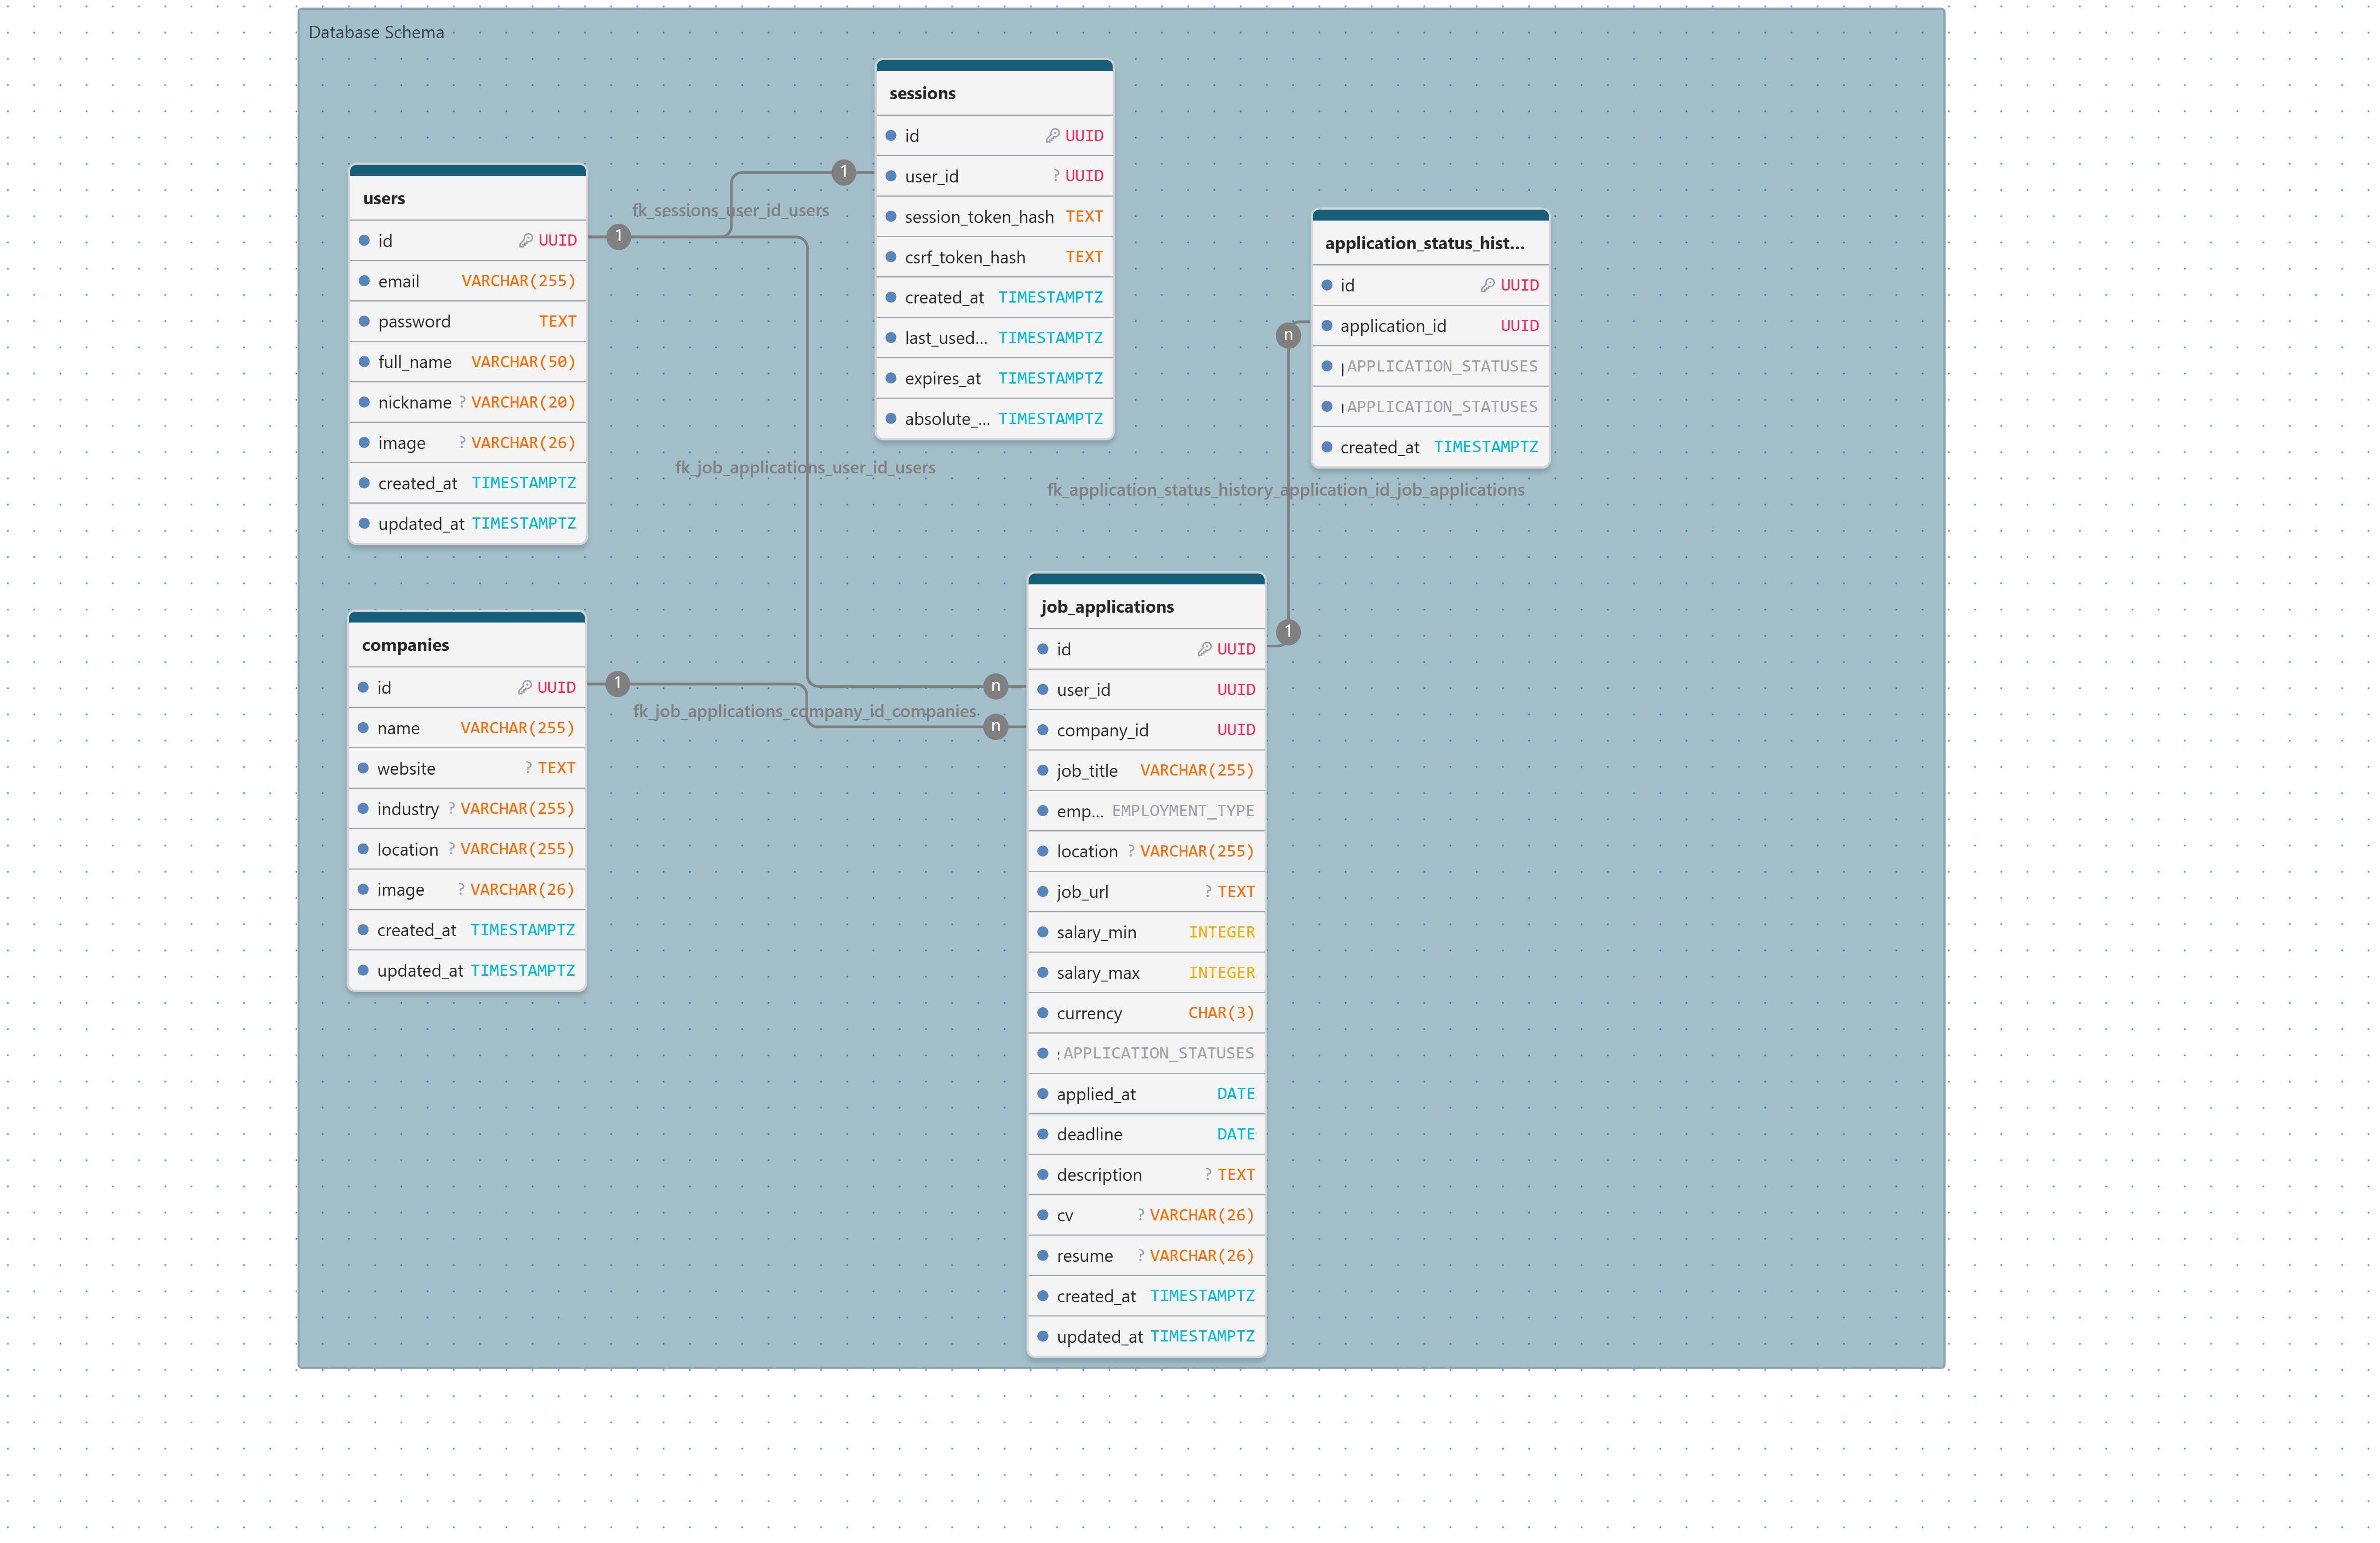 Database Schema
sessions
id UUID
user_id ? UUID
session_token_hash TEXT
csrf_token_hash TEXT
created_at TIMESTAMPTZ
last_used... TIMESTAMPTZ
expires_at TIMESTAMPTZ
absolute_... TIMESTAMPTZ
users
id UUID
email VARCHAR(255)
password TEXT
full_name VARCHAR(50)
nickname ? VARCHAR(20)
image ? VARCHAR(26)
created_at TIMESTAMPTZ
updated_at TIMESTAMPTZ
1
1
fk_sessions_user_id_users
application_status_hist...
id UUID
application_id UUID
APPLICATION_STATUSES
APPLICATION_STATUSES
created_at TIMESTAMPTZ
n
fk_job_applications_user_id_users
fk_application_status_history_application_id_job_applications
1
companies
id UUID
name VARCHAR(255)
website ? TEXT
industry ? VARCHAR(255)
location ? VARCHAR(255)
image ? VARCHAR(26)
created_at TIMESTAMPTZ
updated_at TIMESTAMPTZ
1
n
fk_job_applications_company_id_companies
n
job_applications
id UUID
user_id UUID
company_id UUID
job_title VARCHAR(255)
emp... EMPLOYMENT_TYPE
location ? VARCHAR(255)
job_url ? TEXT
salary_min INTEGER
salary_max INTEGER
currency CHAR(3)
APPLICATION_STATUSES
applied_at DATE
deadline DATE
description ? TEXT
cv ? VARCHAR(26)
resume ? VARCHAR(26)
created_at TIMESTAMPTZ
updated_at TIMESTAMPTZ